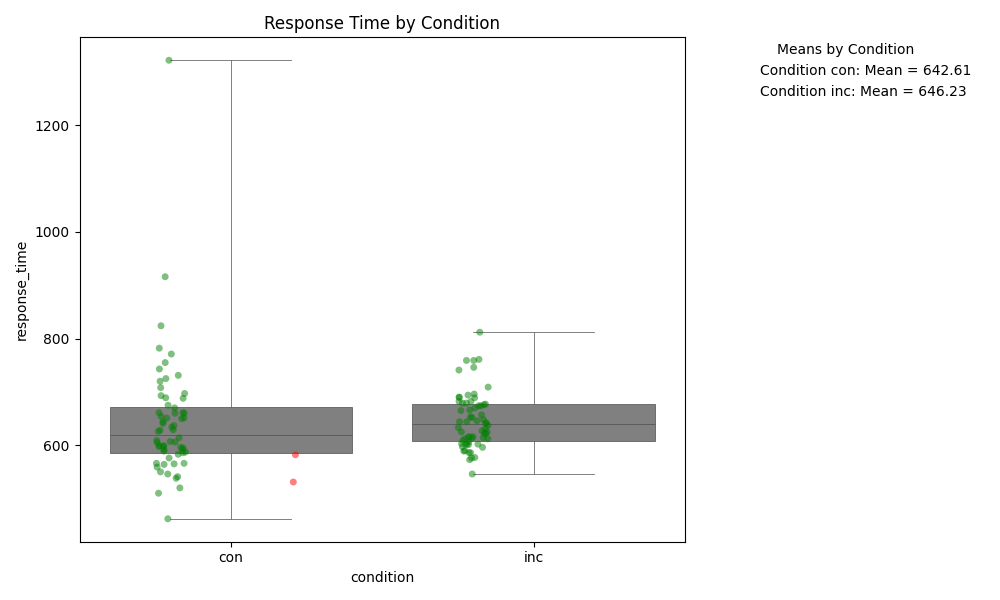 Response Time by Condition
Means by Condition
Condition con: Mean = 642.61
Condition inc: Mean = 646.23
response_time
1200
1000
800
600
con
inc
condition